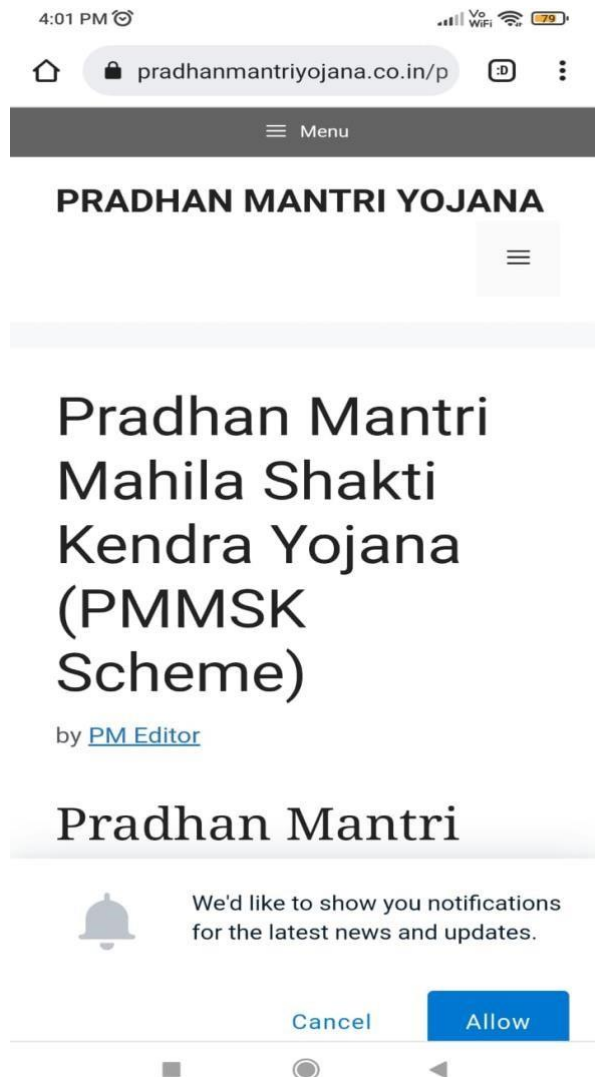 4:01 PM
Vo
WiFi
79
pradhanmantriyojana.co.in/p
:D
Menu
PRADHAN MANTRI YOJANA
Pradhan Mantri
Mahila Shakti
Kendra Yojana
(PMMSK
Scheme)
by PM Editor
Pradhan Mantri
We'd like to show you notifications
for the latest news and updates.
Cancel Allow